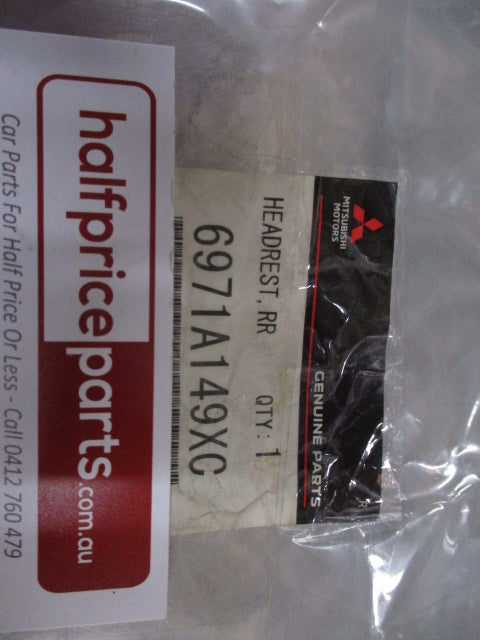 MITSUBISHI
MOTORS
GENUINE PARTS
HEADREST, RR QTY: 1
6971A149XC
halfpriceparts.com.au
Car Parts For Half Price Or Less - Call 0412 760 479